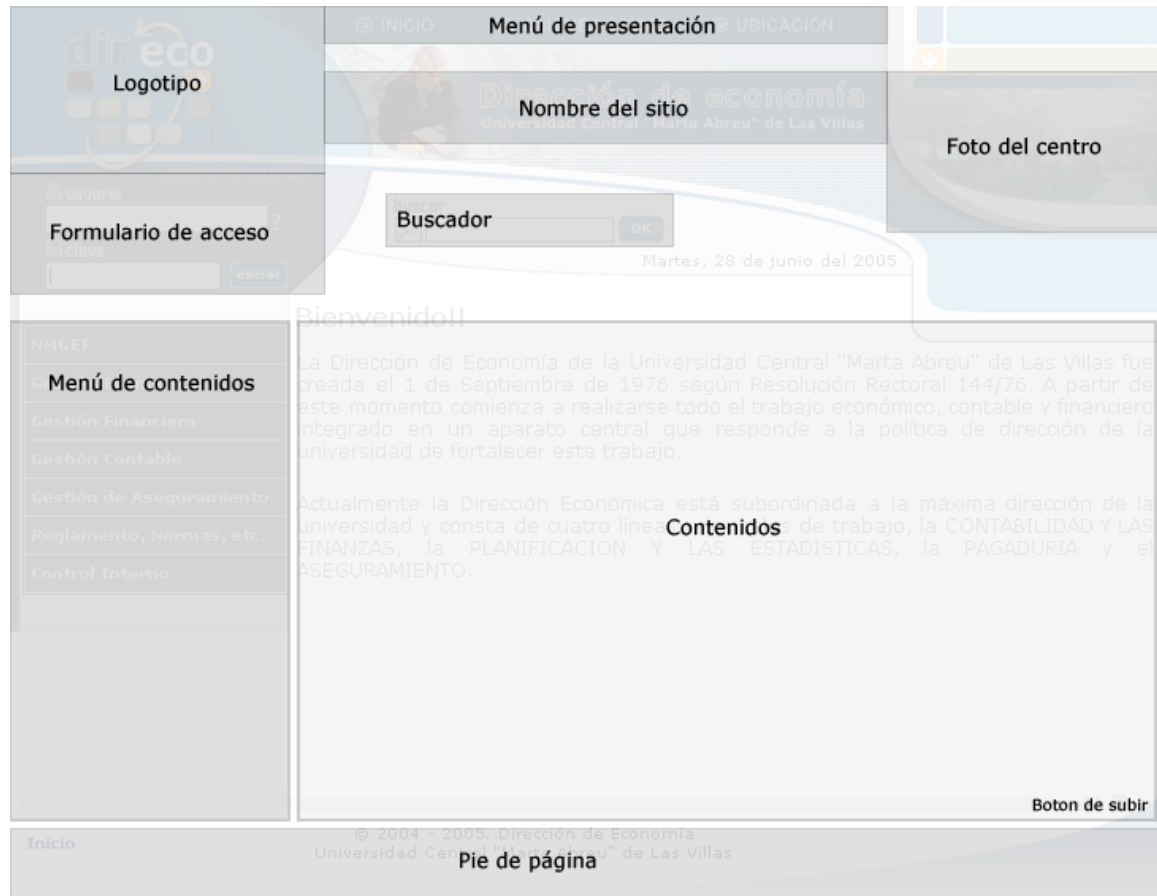 INICIO
Menú de presentación
UBICACIÓN
dir eco
Logotipo
Dirección de economía
Nombre del sitio
Universidad Central "Marta Abreu" de Las Villas
Foto del centro
usuario
?
Formulario de acceso
clave
entrar
buscar
Buscador
OK
Martes, 28 de junio del 2005
Bienvenido!!
NMGEF
Menú de contenidos
Gestión Financiera
Gestión Contable
Gestión de Aseguramiento
Reglamento, Normas, etc.
Control Interno
La Dirección de Economía de la Universidad Central "Marta Abreu" de Las Villas fue
creada el 1 de Septiembre de 1976 según Resolución Rectoral 144/76. A partir de
este momento comienza a realizarse todo el trabajo económico, contable y financiero
integrado en un aparato central que responde a la política de dirección de la
universidad de fortalecer este trabajo.
Actualmente la Dirección Económica está subordinada a la máxima dirección de la
universidad y consta de cuatro de trabajo, la CONTABILIDAD Y LAS
Contenidos
FINANZAS, la PLANIFICACION Y LAS ESTADISTICAS, la PAGADURIA y el
ASEGURAMIENTO.
Boton de subir
Inicio
© 2004 - 2005. Dirección de Economía
Universidad Central "Marta Abreu" de Las Villas
Pie de página